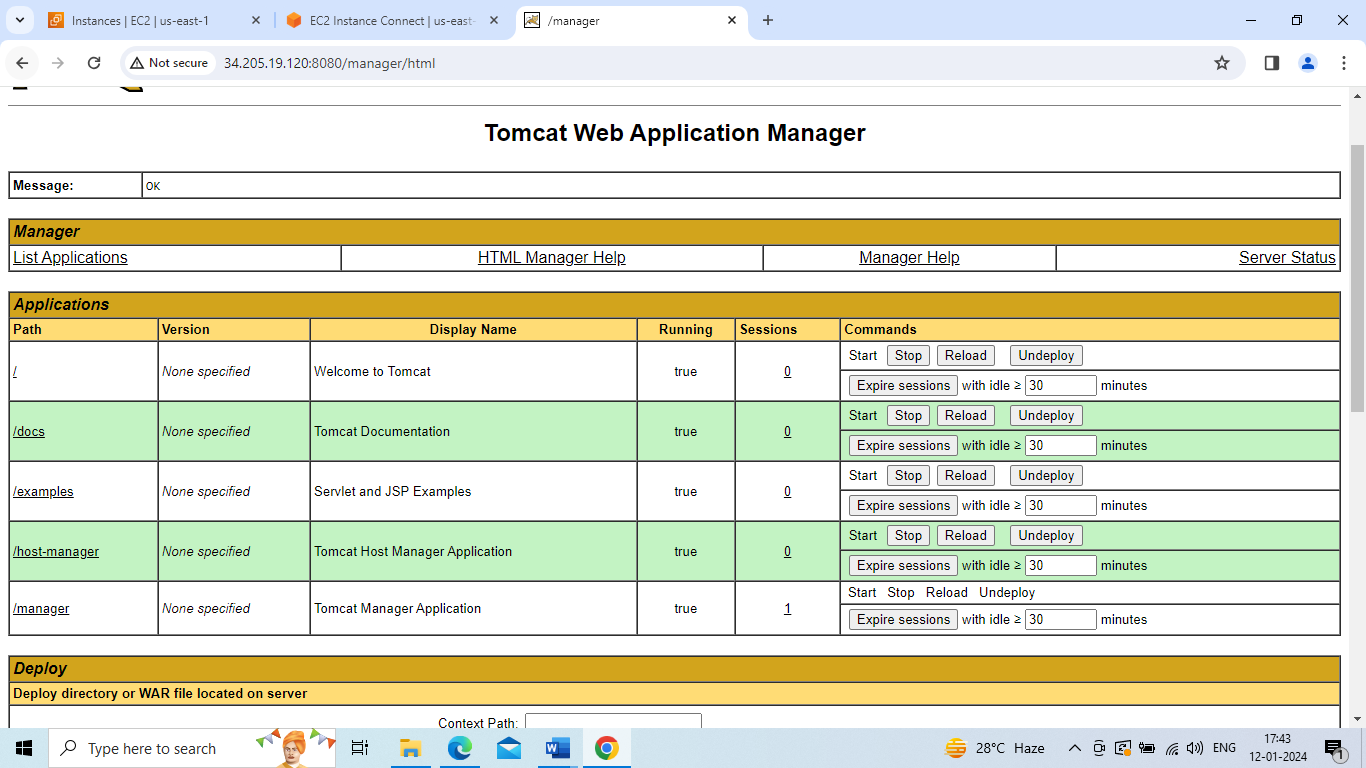 Instances | EC2 | us-east-1
EC2 Instance Connect | us-east-
/manager
Not secure
34.205.19.120:8080/manager/html
Tomcat Web Application Manager
Message: OK
Manager
List Applications HTML Manager Help Manager Help Server Status
Applications
Path Version Display Name Running Sessions Commands
/ None specified Welcome to Tomcat true 0 Start Stop Reload Undeploy
Expire sessions with idle ≥ 30 minutes
/docs None specified Tomcat Documentation true 0 Start Stop Reload Undeploy
Expire sessions with idle ≥ 30 minutes
/examples None specified Servlet and JSP Examples true 0 Start Stop Reload Undeploy
Expire sessions with idle ≥ 30 minutes
/host-manager None specified Tomcat Host Manager Application true 0 Start Stop Reload Undeploy
Expire sessions with idle ≥ 30 minutes
/manager None specified Tomcat Manager Application true 1 Start Stop Reload Undeploy
Expire sessions with idle ≥ 30 minutes
Deploy
Deploy directory or WAR file located on server
Context Path:
Type here to search
28°C Haze
ENG
17:43
12-01-2024
1